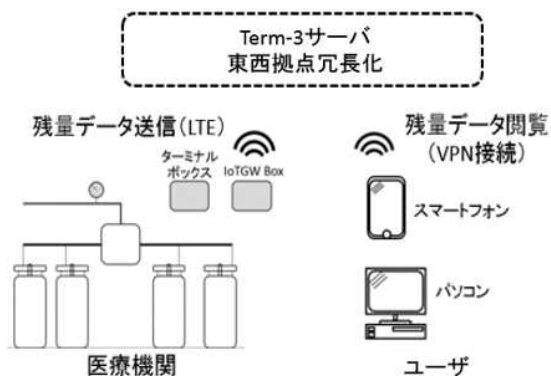 Term-3サーバ
東西拠点冗長化
残量データ送信(LTE)
ターミナル
ボックス
IoTGW Box
残量データ閲覧
(VPN接続)
スマートフォン
パソコン
医療機関
ユーザ